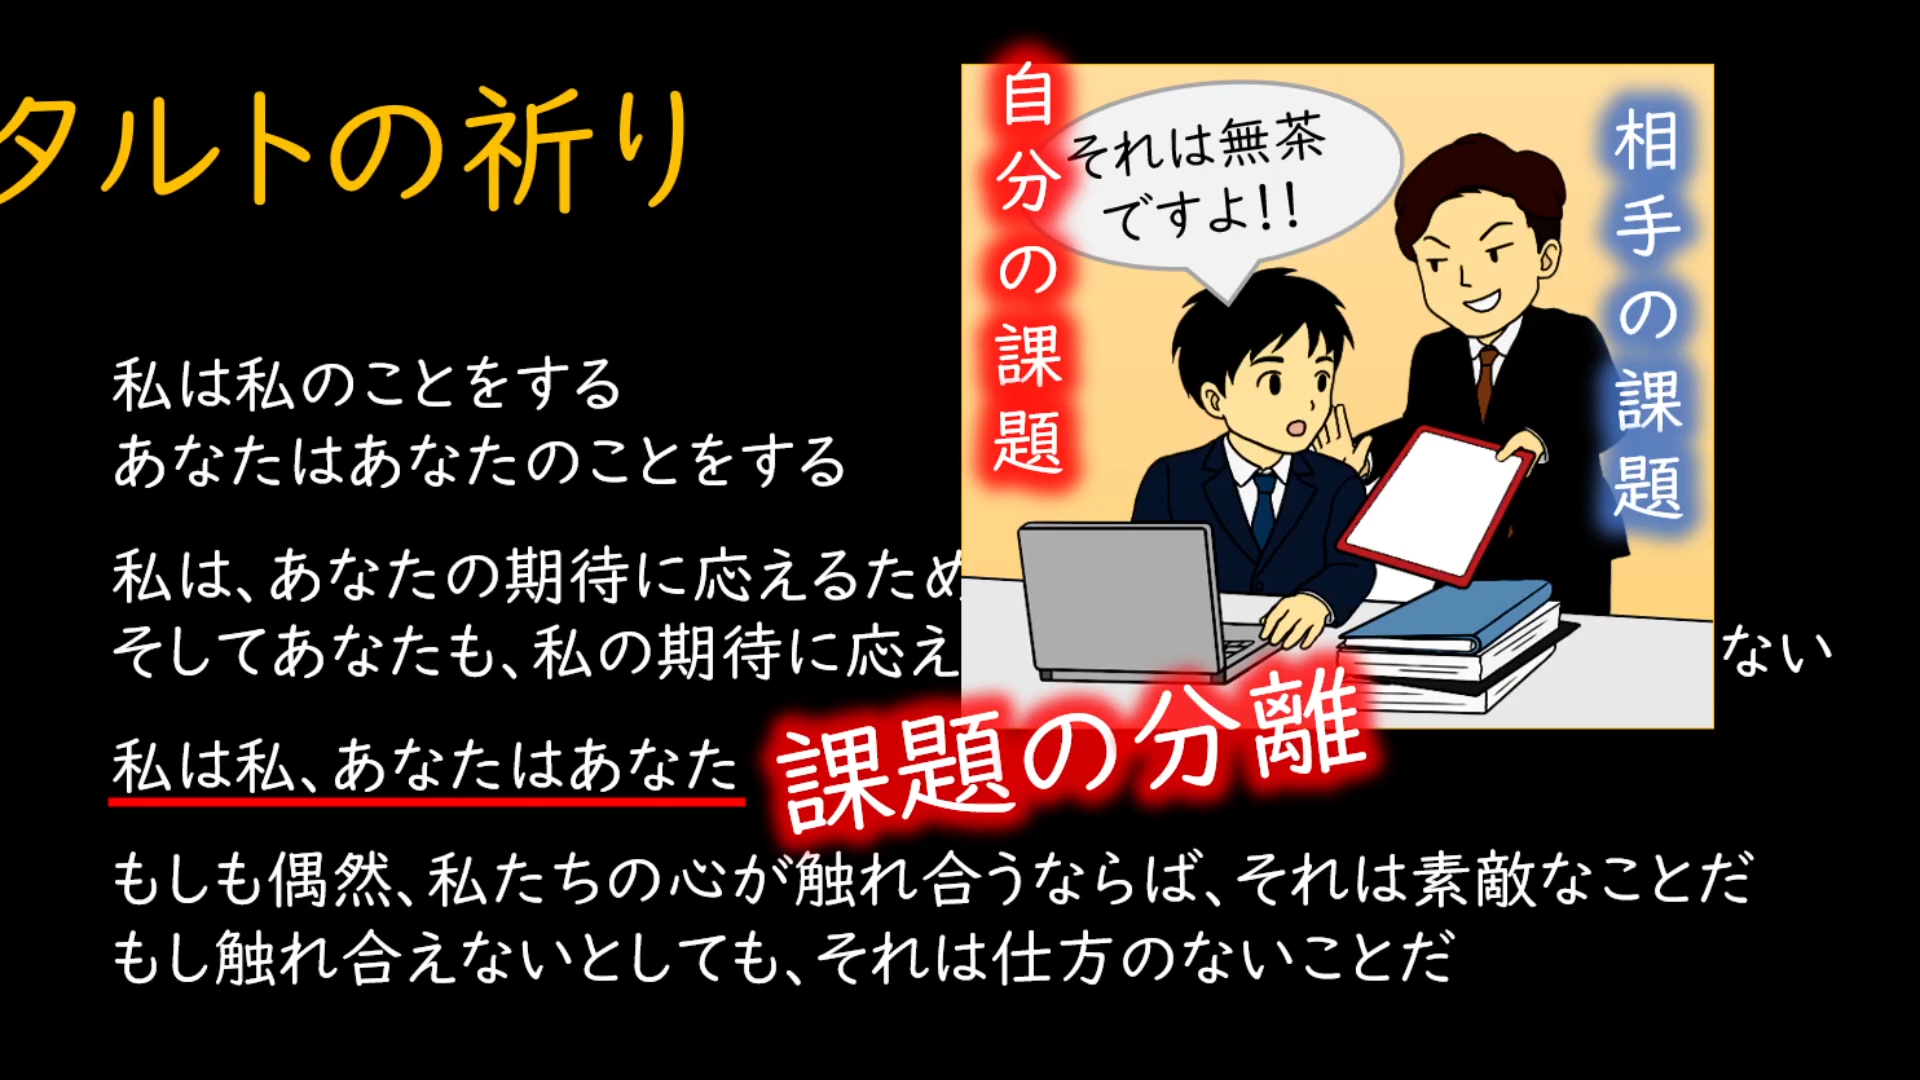 タルトの祈り
私は私のことをする
あなたはあなたのことをする
私は、あなたの期待に応えるため
そしてあなたも、私の期待に応え
ない
私は私、あなたはあなた
もしも偶然、私たちの心が触れ合うならば、それは素敵なことだ
もし触れ合えないとしても、それは仕方のないことだ
自分の課題
それは無茶
ですよ!!
相手の課題
課題の分離